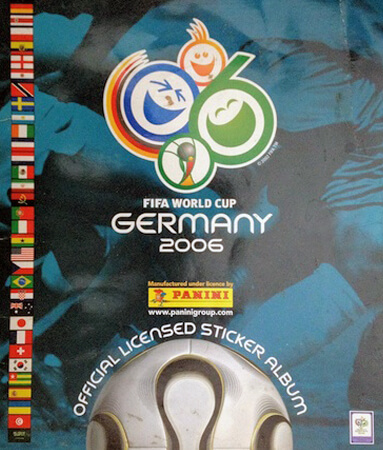 FIFA WORLD CUP
GERMANY
2006
Manufactured under licence by
PANINI
www.paninigroup.com
OFFICIAL LICENSED STICKER ALBUM